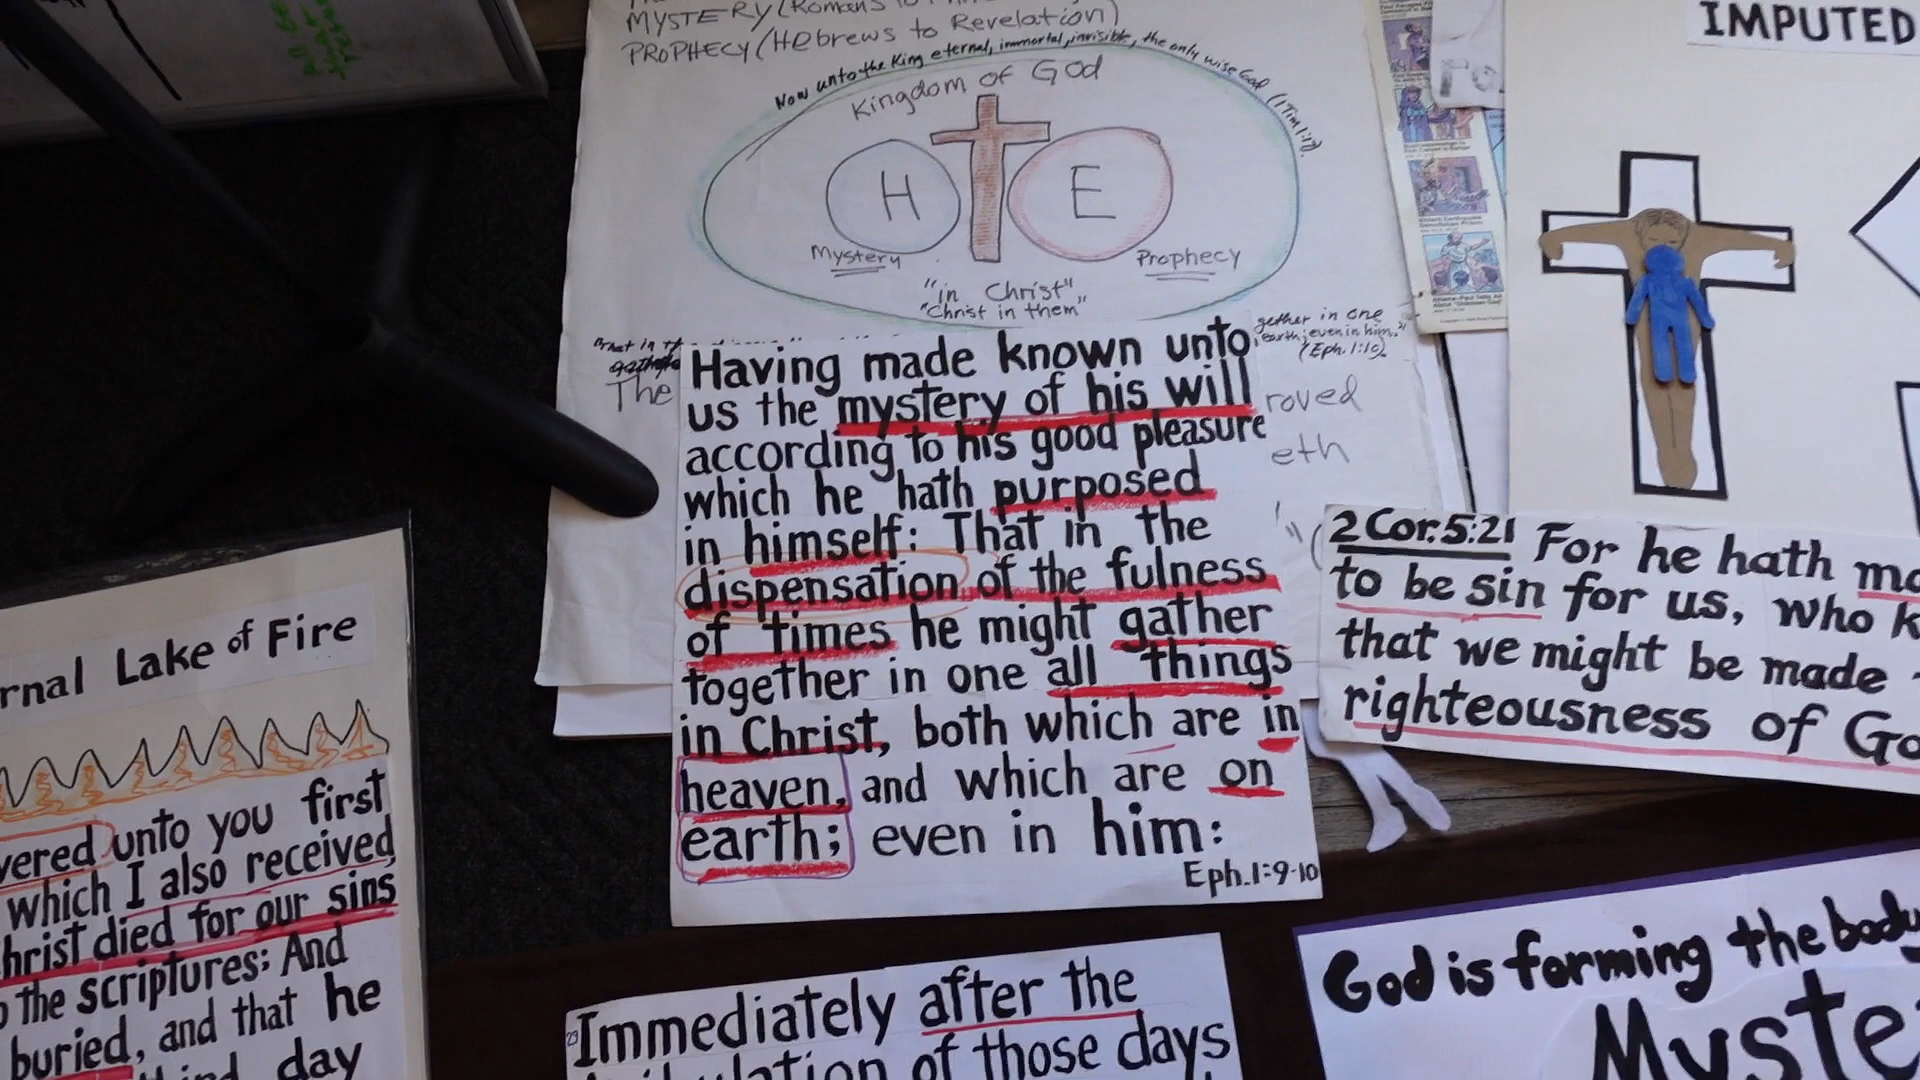 MYSTERY (Romans to
PROPHECY (Hebrews to Revelation)
Now unto the King eternal, immortal, invisible, the only wise God (1 Tim 1:17).
Kingdom of God
H
E
Mystery
Prophecy
"in Christ"
"Christ in them"
gether in one
earth; even in him."
(Eph. 1:10)
The
roved
eth
Having made known unto
us the mystery of his will
according to his good pleasure
which he hath purposed
in himself: That in the
dispensation of the fulness
of times he might gather
together in one all things
in Christ, both which are in
heaven, and which are on
earth; even in him:
Eph. 1:9-10
IMPUTED
2 Cor. 5:21 For he hath ma
to be sin for us, who k
that we might be made
righteousness of Go
rnal Lake of Fire
vered unto you first
which I also received
hrist died for our sins
the scriptures: And
buried, and that he
day
Immediately after the
of those days
God is forming the body
Myste